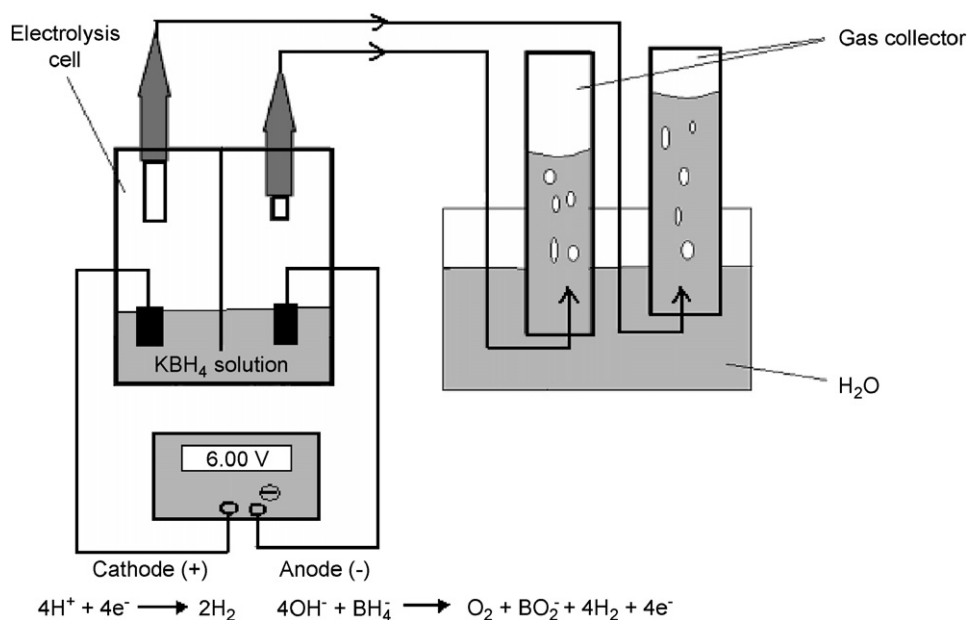 Electrolysis
cell
Gas collector
KBH₄ solution
H₂O
6.00 V
Cathode (+) Anode (-)
4H⁺ + 4e⁻ ⟶ 2H₂ 4OH⁻ + BH₄⁻ ⟶ O₂ + BO₂⁻ + 4H₂ + 4e⁻